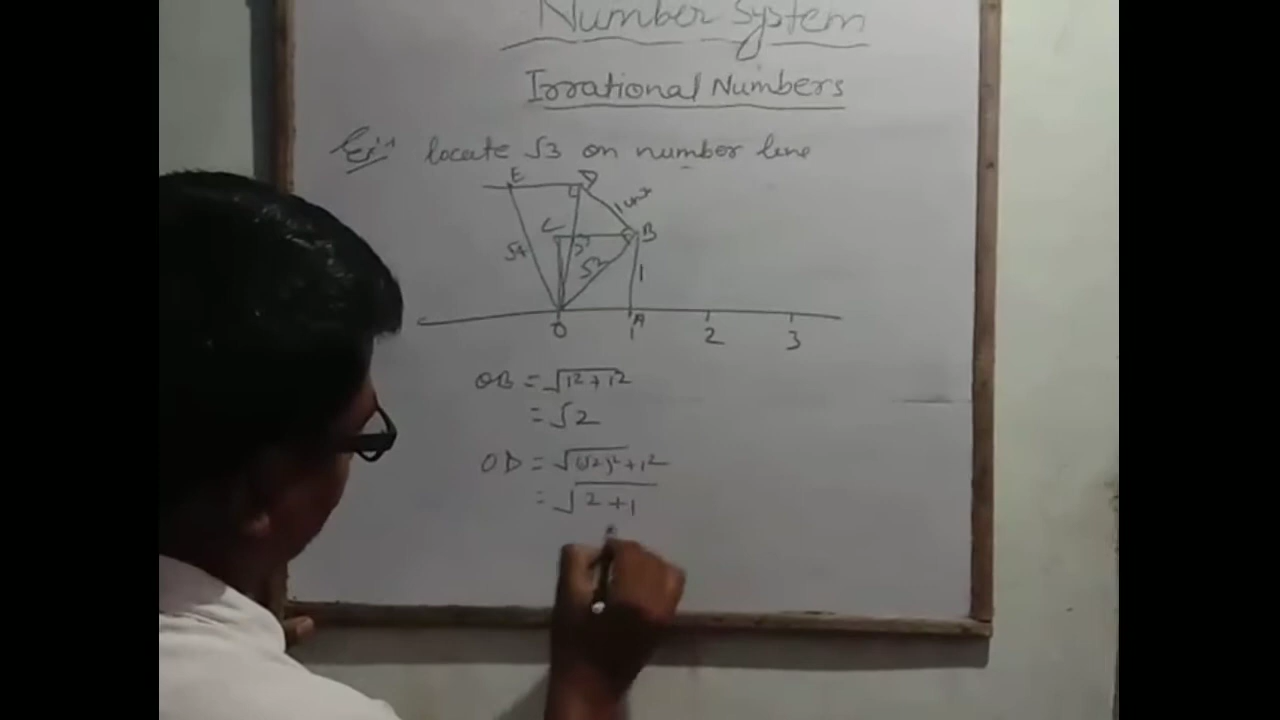 Number System
Irrational Numbers
Ex:- locate √3 on number line
E D
1 unit
C B
√4 √3 √2 1
A
0 1 2 3
OB = √1² + 1²
= √2
OD = √(√2)² + 1²
= √2 + 1